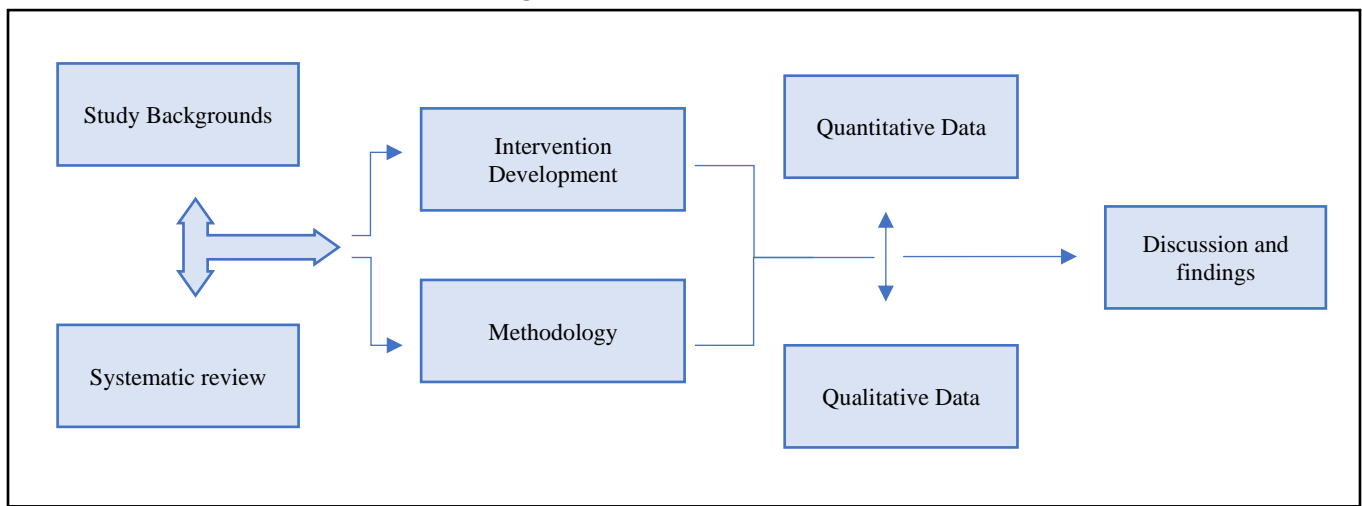 Study Backgrounds
Systematic review
Intervention
Development
Methodology
Quantitative Data
Qualitative Data
Discussion and
findings